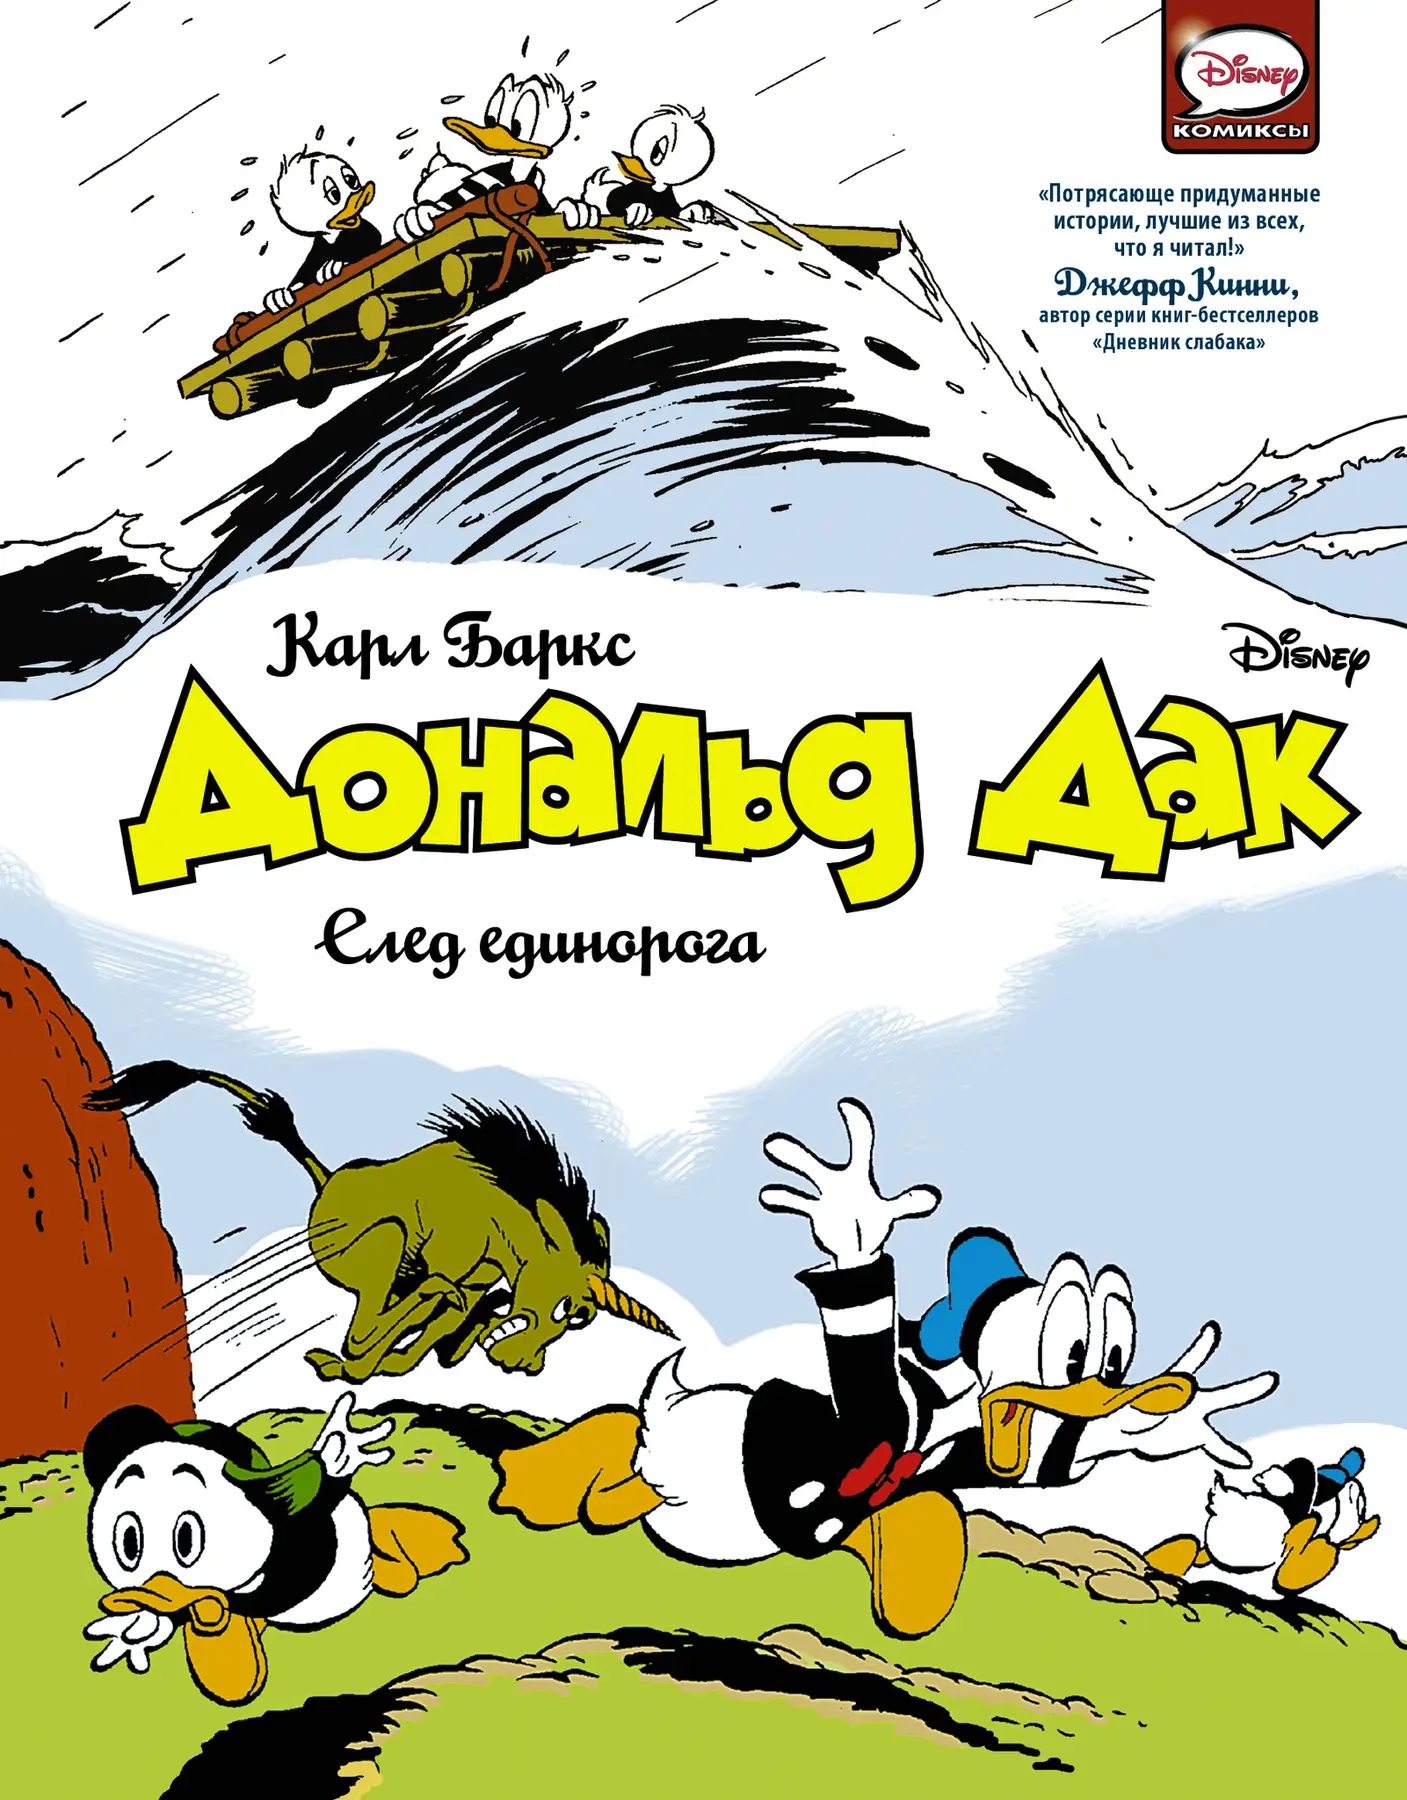 Disney
КОМИКСЫ
«Потрясающе придуманные
истории, лучшие из всех,
что я читал!»
Джефф Кинни,
автор серии книг-бестселлеров
«Дневник слабака»
Карл Баркс
Disney
Дональд Дак
След единорога